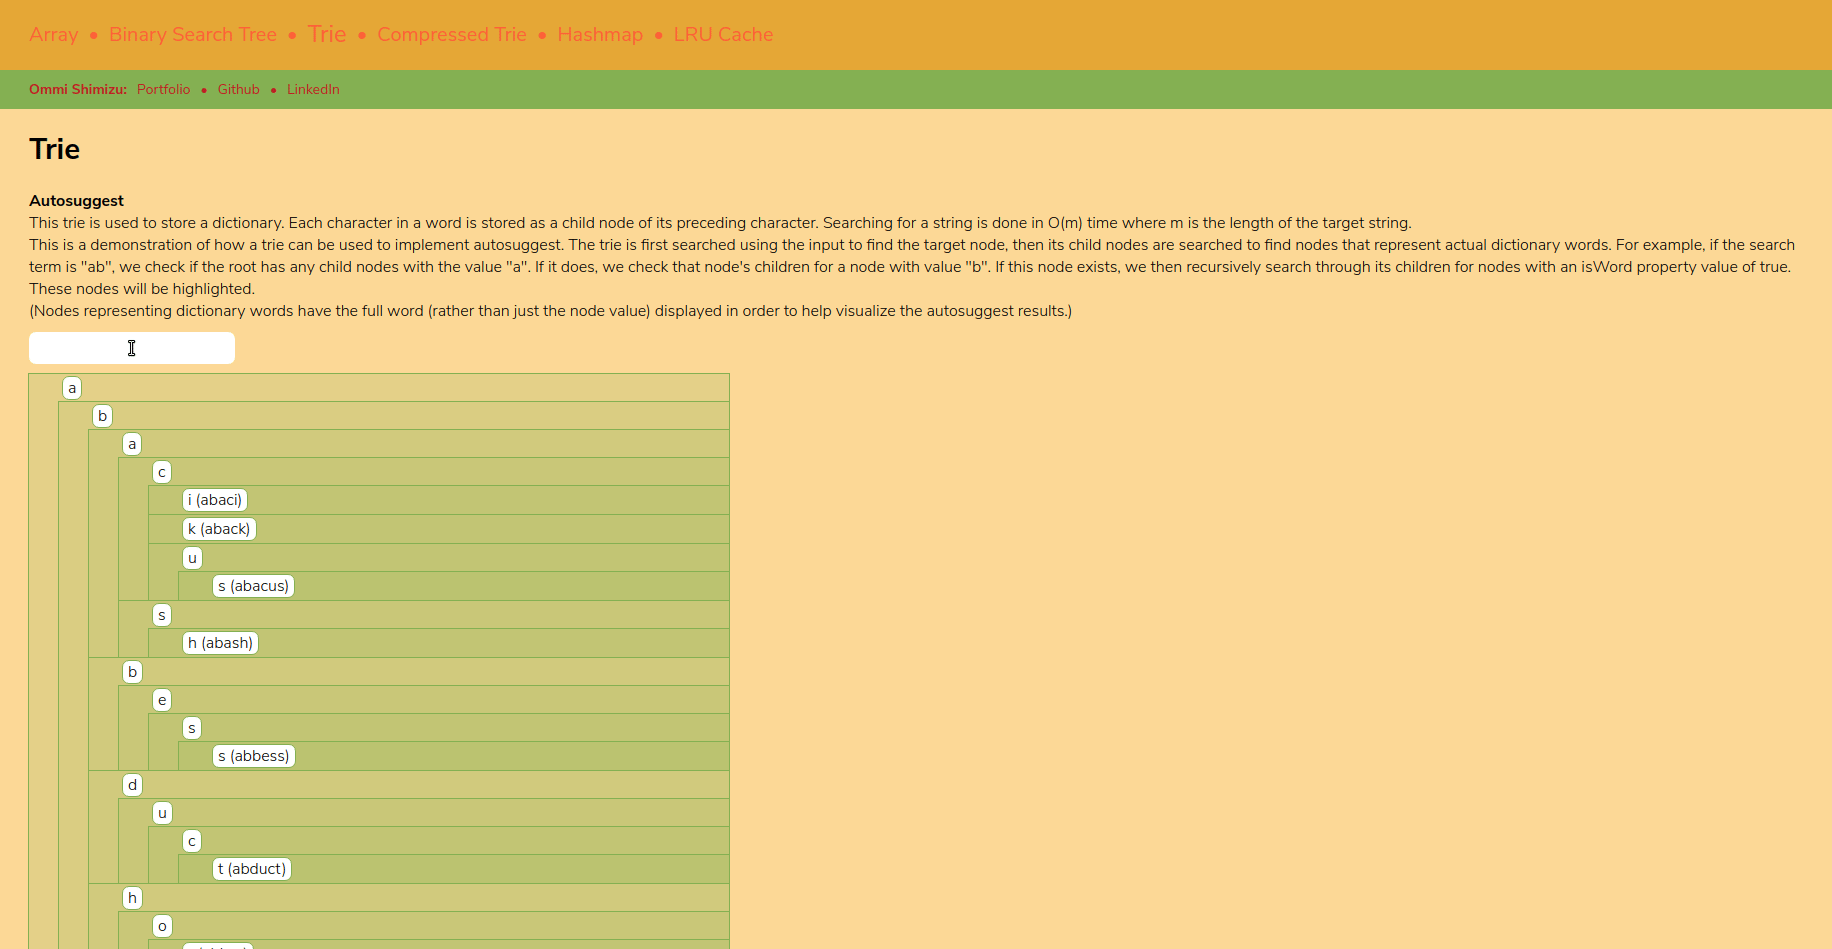 Array • Binary Search Tree • Trie • Compressed Trie • Hashmap • LRU Cache
Ommi Shimizu: Portfolio • Github • LinkedIn
Trie
Autosuggest
This trie is used to store a dictionary. Each character in a word is stored as a child node of its preceding character. Searching for a string is done in O(m) time where m is the length of the target string.
This is a demonstration of how a trie can be used to implement autosuggest. The trie is first searched using the input to find the target node, then its child nodes are searched to find nodes that represent actual dictionary words. For example, if the search
term is "ab", we check if the root has any child nodes with the value "a". If it does, we check that node's children for a node with value "b". If this node exists, we then recursively search through its children for nodes with an isWord property value of true.
These nodes will be highlighted.
(Nodes representing dictionary words have the full word (rather than just the node value) displayed in order to help visualize the autosuggest results.)
a
b
a
c
i (abaci)
k (aback)
u
s (abacus)
s
h (abash)
b
e
s
s (abbess)
d
u
c
t (abduct)
h
o